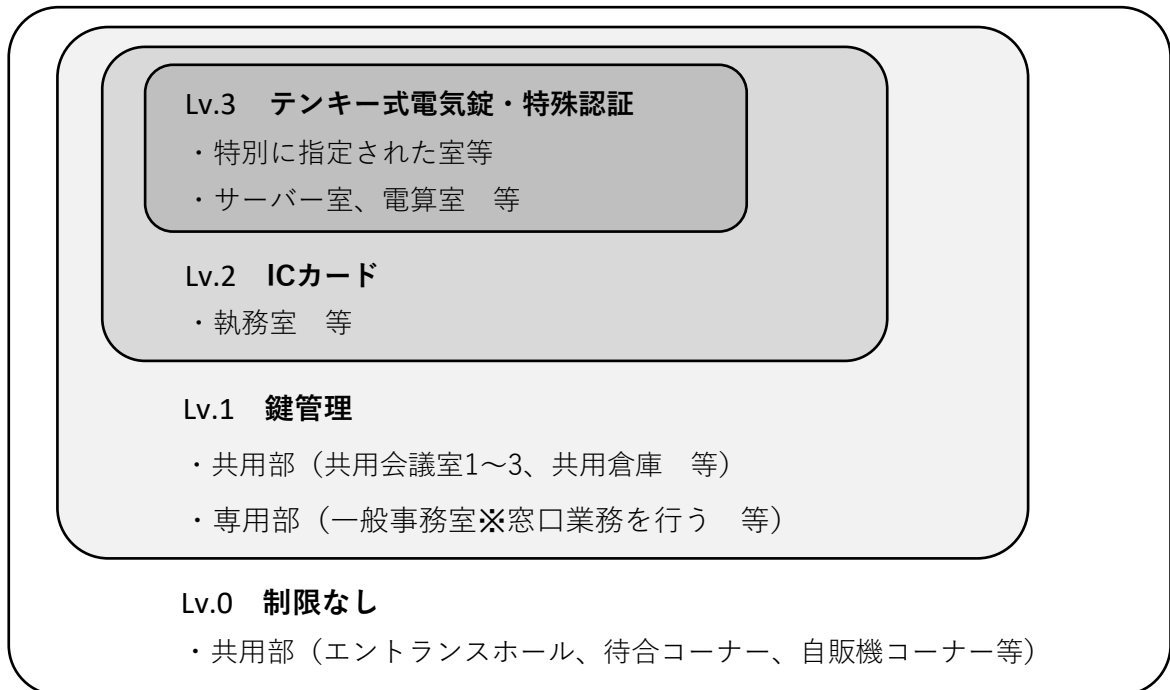 Lv.3　テンキー式電気錠・特殊認証
・特別に指定された室等
・サーバー室、電算室　等
Lv.2　ICカード
・執務室　等
Lv.1　鍵管理
・共用部（共用会議室1～3、共用倉庫　等）
・専用部（一般事務室※窓口業務を行う　等）
Lv.0　制限なし
・共用部（エントランスホール、待合コーナー、自販機コーナー等）